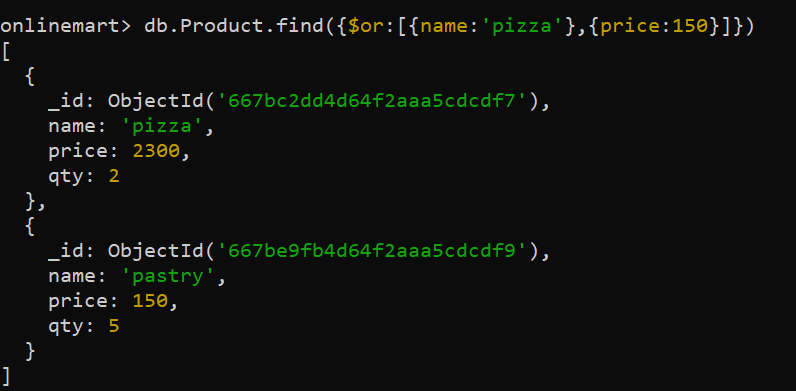 onlinemart> db.Product.find({$or:[{name:'pizza'},{price:150}]})
[
  {
    _id: ObjectId('667bc2dd4d64f2aaa5cdcdf7'),
    name: 'pizza',
    price: 2300,
    qty: 2
  },
  {
    _id: ObjectId('667be9fb4d64f2aaa5cdcdf9'),
    name: 'pastry',
    price: 150,
    qty: 5
  }
]